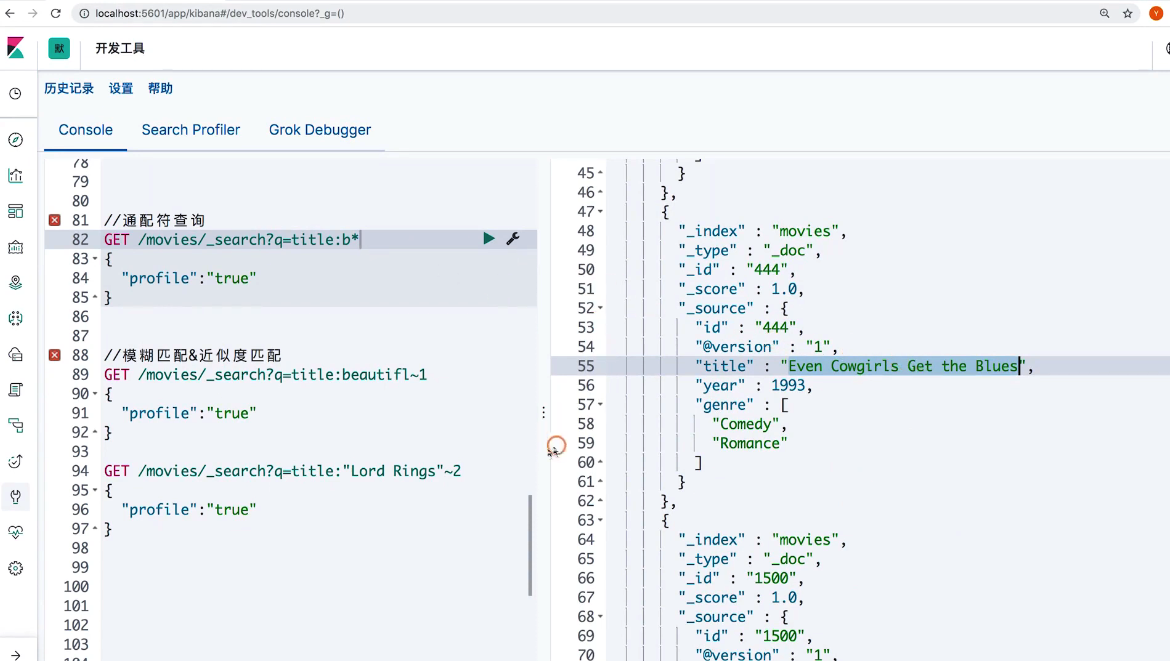 localhost:5601/app/kibana#/dev_tools/console?_g=()
Y
默
开发工具
历史记录 设置 帮助
Console Search Profiler Grok Debugger
78
79
80
81 //通配符查询
82 GET /movies/_search?q=title:b*
83 {
84 "profile":"true"
85 }
86
87
88 //模糊匹配&近似度匹配
89 GET /movies/_search?q=title:beautifl~1
90 {
91 "profile":"true"
92 }
93
94 GET /movies/_search?q=title:"Lord Rings"~2
95 {
96 "profile":"true"
97 }
98
99
100
101
102
103
104
45 }
46 },
47 {
48 "_index" : "movies",
49 "_type" : "_doc",
50 "_id" : "444",
51 "_score" : 1.0,
52 "_source" : {
53 "id" : "444",
54 "@version" : "1",
55 "title" : "Even Cowgirls Get the Blues",
56 "year" : 1993,
57 "genre" : [
58 "Comedy",
59 "Romance"
60 ]
61 }
62 },
63 {
64 "_index" : "movies",
65 "_type" : "_doc",
66 "_id" : "1500",
67 "_score" : 1.0,
68 "_source" : {
69 "id" : "1500",
70 "@version" : "1",